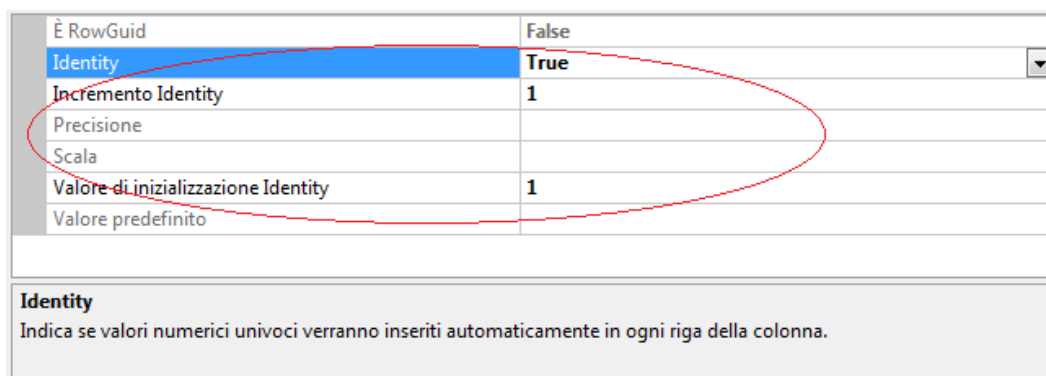 È RowGuid False
Identity True
Incremento Identity 1
Precisione
Scala
Valore di inizializzazione Identity 1
Valore predefinito
Identity
Indica se valori numerici univoci verranno inseriti automaticamente in ogni riga della colonna.